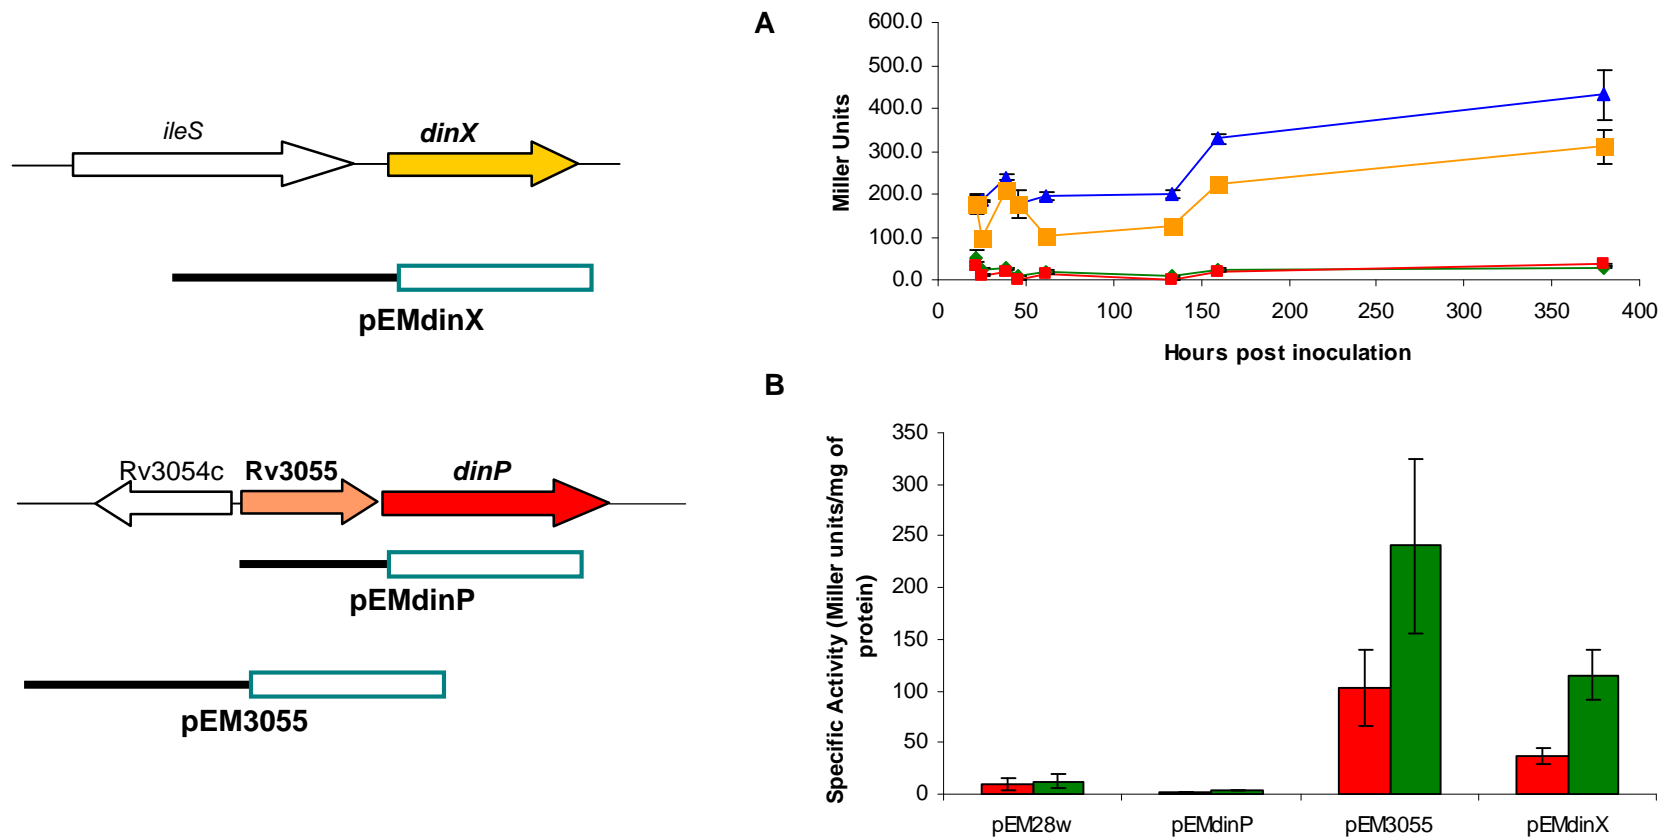 ileS
dinX
pEMdinX
Rv3054c
Rv3055
dinP
pEMdinP
pEM3055
A
600.0
500.0
400.0
300.0
200.0
100.0
0.0
Miller Units
0 50 100 150 200 250 300 350 400
Hours post inoculation
B
350
300
250
200
150
100
50
0
Specific Activity (Miller units/mg of
protein)
pEM28w pEMdinP pEM3055 pEMdinX